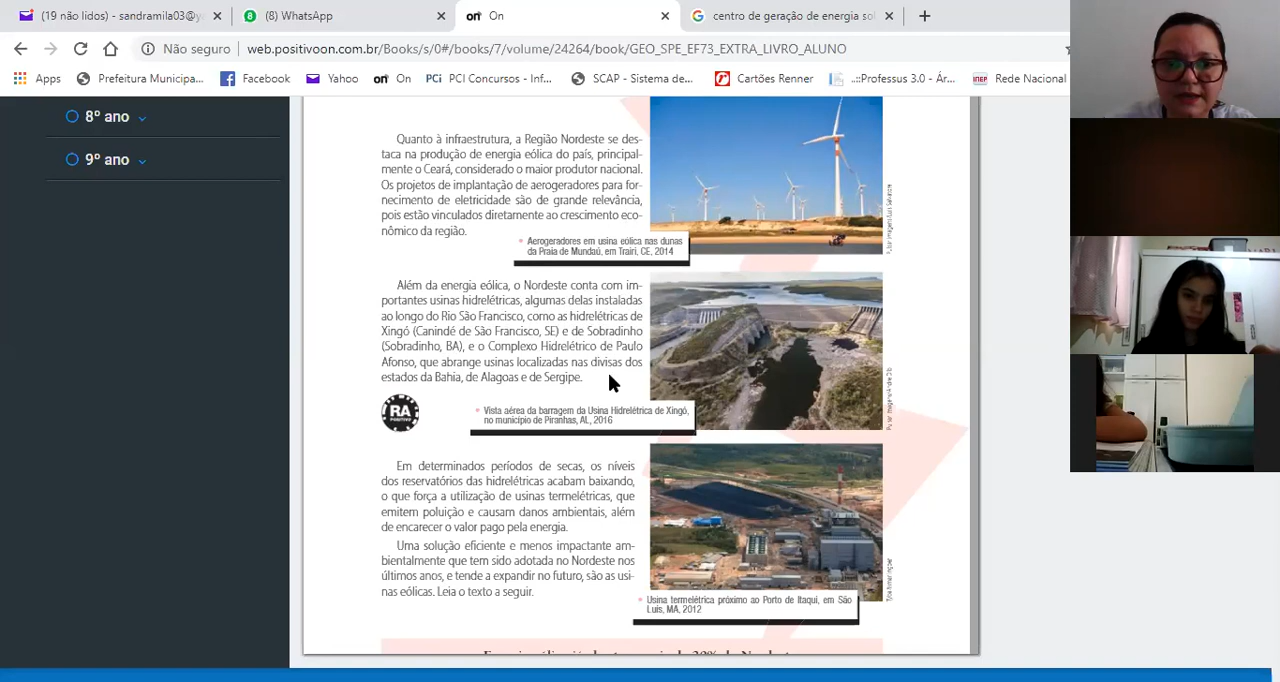 (19 não lidos) - sandramila03@y
(8) WhatsApp
on On
centro de geração de energia sol
Não seguro
web.positivoon.com.br/Books/s/0#/books/7/volume/24264/book/GEO_SPE_EF73_EXTRA_LIVRO_ALUNO
Apps
Prefeitura Municipa...
Facebook
Yahoo
on On
PCi PCI Concursos - Inf...
SCAP - Sistema de...
Cartões Renner
..::Professus 3.0 - Ár...
INEP Rede Nacional
8º ano
9º ano
Quanto à infraestrutura, a Região Nordeste se des-
taca na produção de energia eólica do país, principal-
mente o Ceará, considerado o maior produtor nacional.
Os projetos de implantação de aerogeradores para for-
necimento de eletricidade são de grande relevância,
pois estão vinculados diretamente ao crescimento eco-
nômico da região.
Aerogeradores em usina eólica nas dunas
da Praia de Mundaú, em Trairi, CE, 2014
Além da energia eólica, o Nordeste conta com im-
portantes usinas hidrelétricas, algumas delas instaladas
ao longo do Rio São Francisco, como as hidrelétricas de
Xingó (Canindé de São Francisco, SE) e de Sobradinho
(Sobradinho, BA), e o Complexo Hidrelétrico de Paulo
Afonso, que abrange usinas localizadas nas divisas dos
estados da Bahia, de Alagoas e de Sergipe.
RA
Vista aérea da barragem da Usina Hidrelétrica de Xingó,
no município de Piranhas, AL, 2016
Em determinados períodos de secas, os níveis
dos reservatórios das hidrelétricas acabam baixando,
o que força a utilização de usinas termelétricas, que
emitem poluição e causam danos ambientais, além
de encarecer o valor pago pela energia.
Uma solução eficiente e menos impactante am-
bientalmente que tem sido adotada no Nordeste nos
últimos anos, e tende a expandir no futuro, são as usi-
nas eólicas. Leia o texto a seguir.
Usina termelétrica próximo ao Porto de Itaqui, em São
Luís, MA, 2012